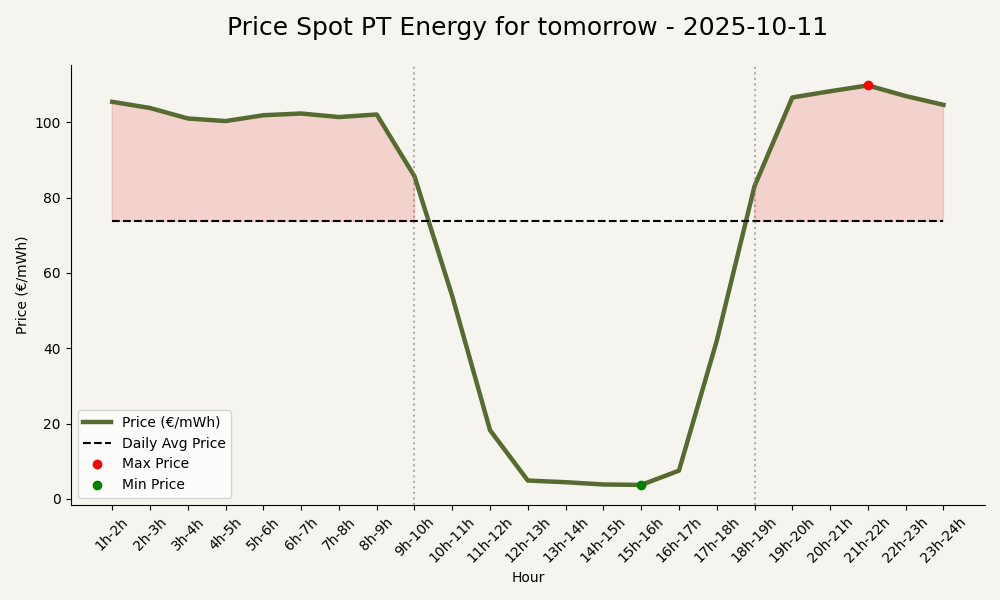 Price Spot PT Energy for tomorrow - 2025-10-11
Price (€/mWh)
100
80
60
40
20
0
Price (€/mWh)
Daily Avg Price
Max Price
Min Price
1h-2h
2h-3h
3h-4h
4h-5h
5h-6h
6h-7h
7h-8h
8h-9h
9h-10h
10h-11h
11h-12h
12h-13h
13h-14h
14h-15h
15h-16h
16h-17h
17h-18h
18h-19h
19h-20h
20h-21h
21h-22h
22h-23h
23h-24h
Hour